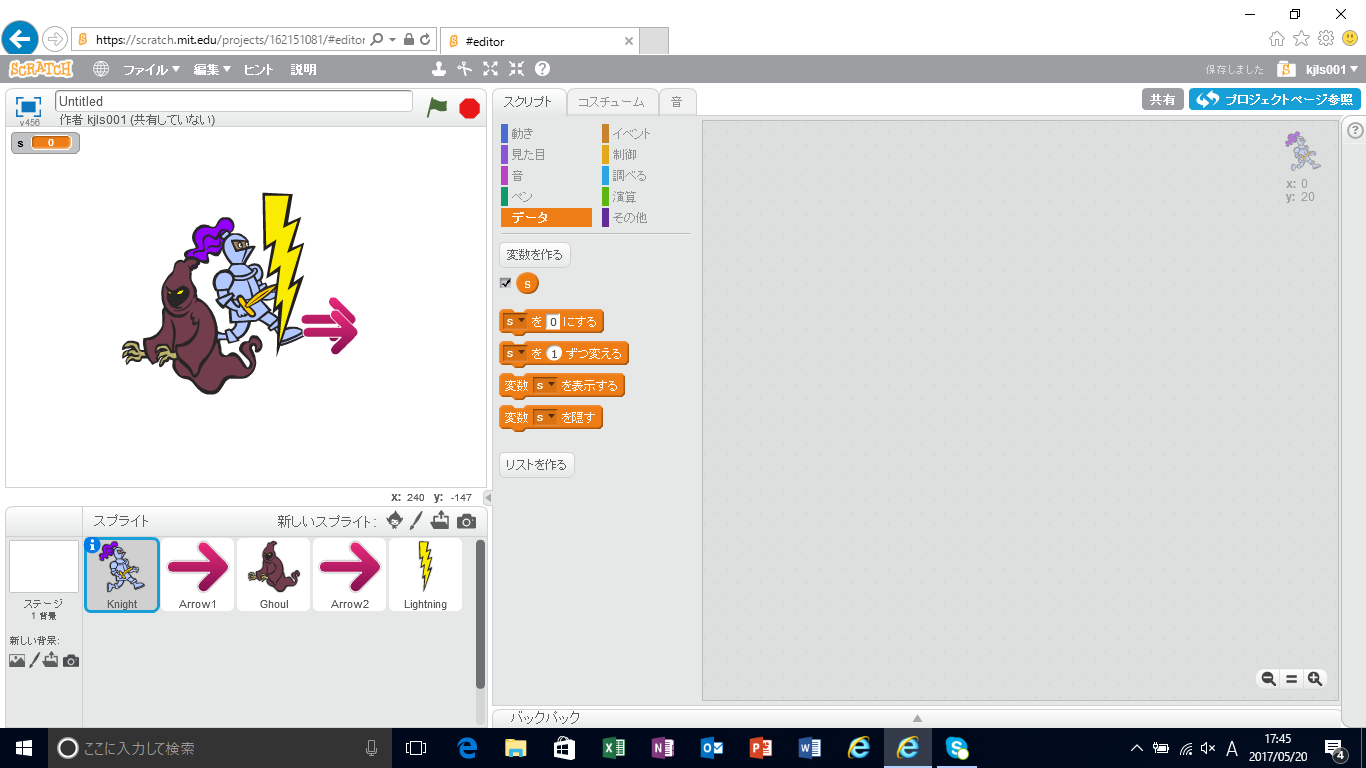 https://scratch.mit.edu/projects/162151081/#editor
#editor
SCRATCH
ファイル
編集
ヒント
説明
保存しました
kjls001
v456
Untitled
作者 kjls001 (共有していない)
スクリプト
コスチューム
音
共有
プロジェクトページ参照
s 0
動き
イベント
見た目
制御
音
調べる
ペン
演算
データ
その他
x: 0
y: 20
変数を作る
s
s を 0 にする
s を 1 ずつ変える
変数 s を表示する
変数 s を隠す
リストを作る
x: 240 y: -147
スプライト
新しいスプライト:
Knight
Arrow1
Ghoul
Arrow2
Lightning
ステージ
1 背景
新しい背景:
バックパック
ここに入力して検索
A
17:45
2017/05/20
4